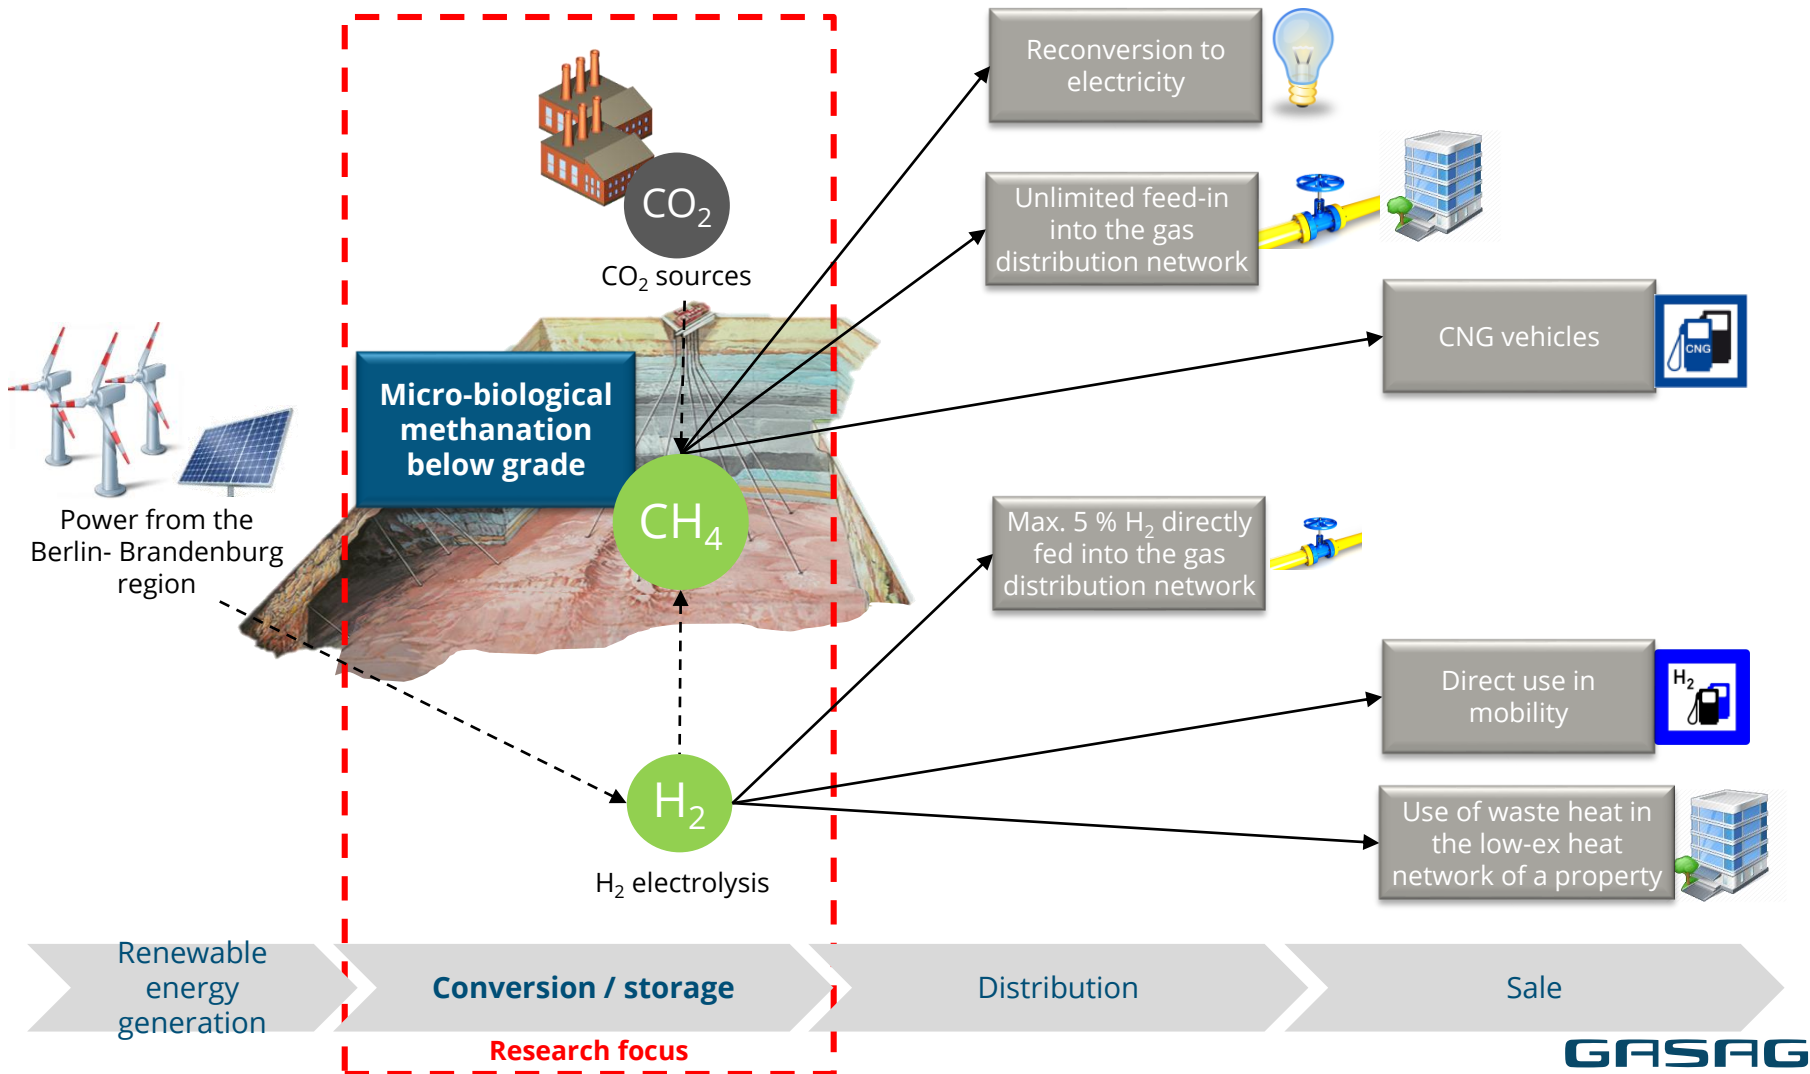 Reconversion to
electricity
CO2
CO2 sources
Unlimited feed-in
into the gas
distribution network
CNG vehicles
CNG
Micro-biological
methanation
below grade
CH4
Power from the
Berlin- Brandenburg
region
Max. 5 % H2 directly
fed into the gas
distribution network
Direct use in
mobility
H2
H2
H2 electrolysis
Use of waste heat in
the low-ex heat
network of a property
Renewable
energy
generation
Conversion / storage
Distribution
Sale
Research focus
GASAG